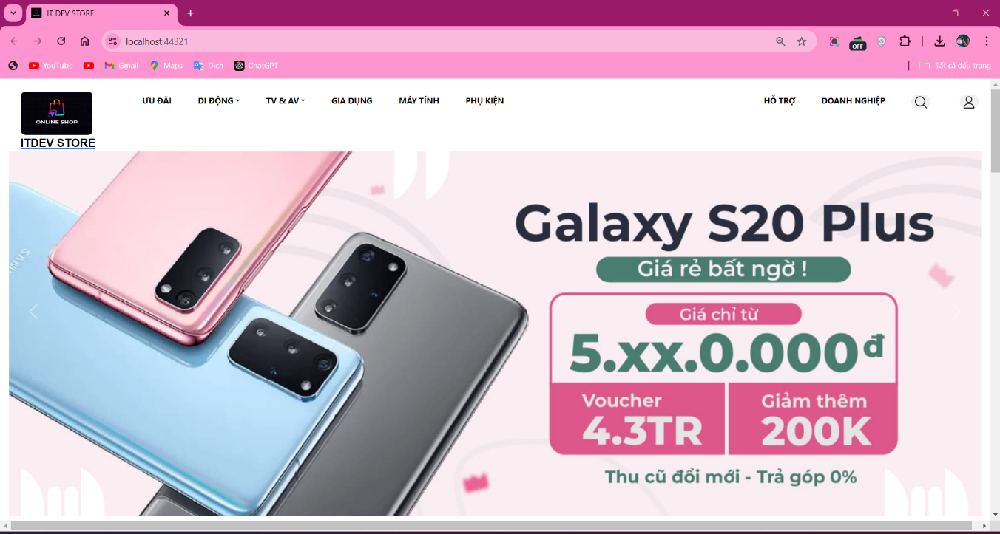 IT DEV STORE
localhost:44321
OFF
YouTube
Gmail
Maps
Dịch
ChatGPT
Tất cả dấu trang
ONLINE SHOP
ITDEV STORE
ƯU ĐÃI
DI ĐỘNG
TV & AV
GIA DỤNG
MÁY TÍNH
PHỤ KIỆN
HỖ TRỢ
DOANH NGHIỆP
SAMS
Galaxy S20 Plus
Giá rẻ bất ngờ !
Giá chỉ từ
5.xx.0.000đ
Voucher
4.3TR
Giảm thêm
200K
Thu cũ đổi mới - Trả góp 0%